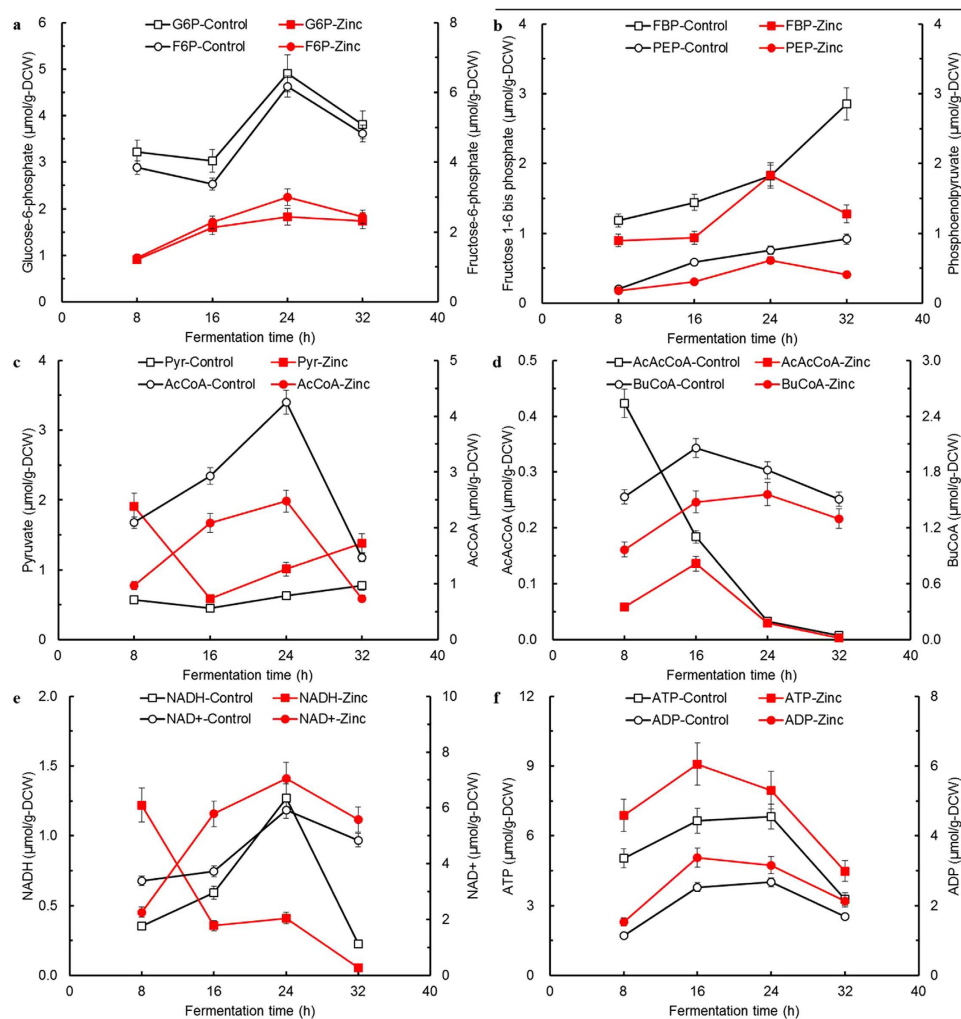 a
G6P-Control
G6P-Zinc
F6P-Control
F6P-Zinc
Glucose-6-phosphate (µmol/g-DCW)
6
5
4
3
2
1
0
Fructose-6-phosphate (µmol/g-DCW)
8
6
4
2
0
0 8 16 24 32 40
Fermentation time (h)
b
FBP-Control
FBP-Zinc
PEP-Control
PEP-Zinc
Fructose 1-6 bis phosphate (µmol/g-DCW)
4
3
2
1
0
Phosphoenolpyruvate (µmol/g-DCW)
4
3
2
1
0
0 8 16 24 32 40
Fermentation time (h)
c
Pyr-Control
Pyr-Zinc
AcCoA-Control
AcCoA-Zinc
Pyruvate (µmol/g-DCW)
4
3
2
1
0
AcCoA (µmol/g-DCW)
5
4
3
2
1
0
0 8 16 24 32 40
Fermentation time (h)
d
AcAcCoA-Control
AcAcCoA-Zinc
BuCoA-Control
BuCoA-Zinc
AcAcCoA (µmol/g-DCW)
0.5
0.4
0.3
0.2
0.1
0.0
BuCoA (µmol/g-DCW)
3.0
2.4
1.8
1.2
0.6
0.0
0 8 16 24 32 40
Fermentation time (h)
e
NADH-Control
NADH-Zinc
NAD+-Control
NAD+-Zinc
NADH (µmol/g-DCW)
2.0
1.5
1.0
0.5
0.0
NAD+ (µmol/g-DCW)
10
8
6
4
2
0
0 8 16 24 32 40
Fermentation time (h)
f
ATP-Control
ATP-Zinc
ADP-Control
ADP-Zinc
ATP (µmol/g-DCW)
12
9
6
3
0
ADP (µmol/g-DCW)
8
6
4
2
0
0 8 16 24 32 40
Fermentation time (h)